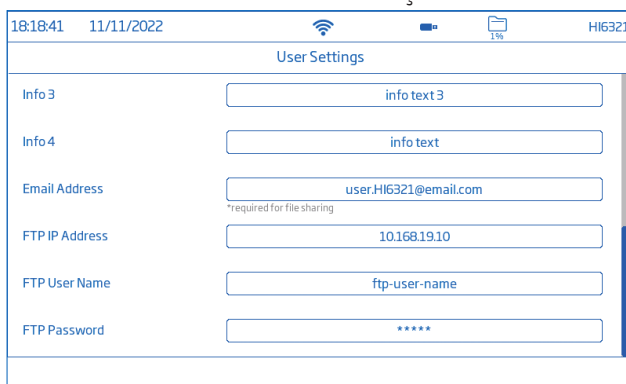 3
18:18:41 11/11/2022 1% HI6321
User Settings
Info 3 info text 3
Info 4 info text
Email Address user.HI6321@email.com
*required for file sharing
FTP IP Address 10.168.19.10
FTP User Name ftp-user-name
FTP Password *****